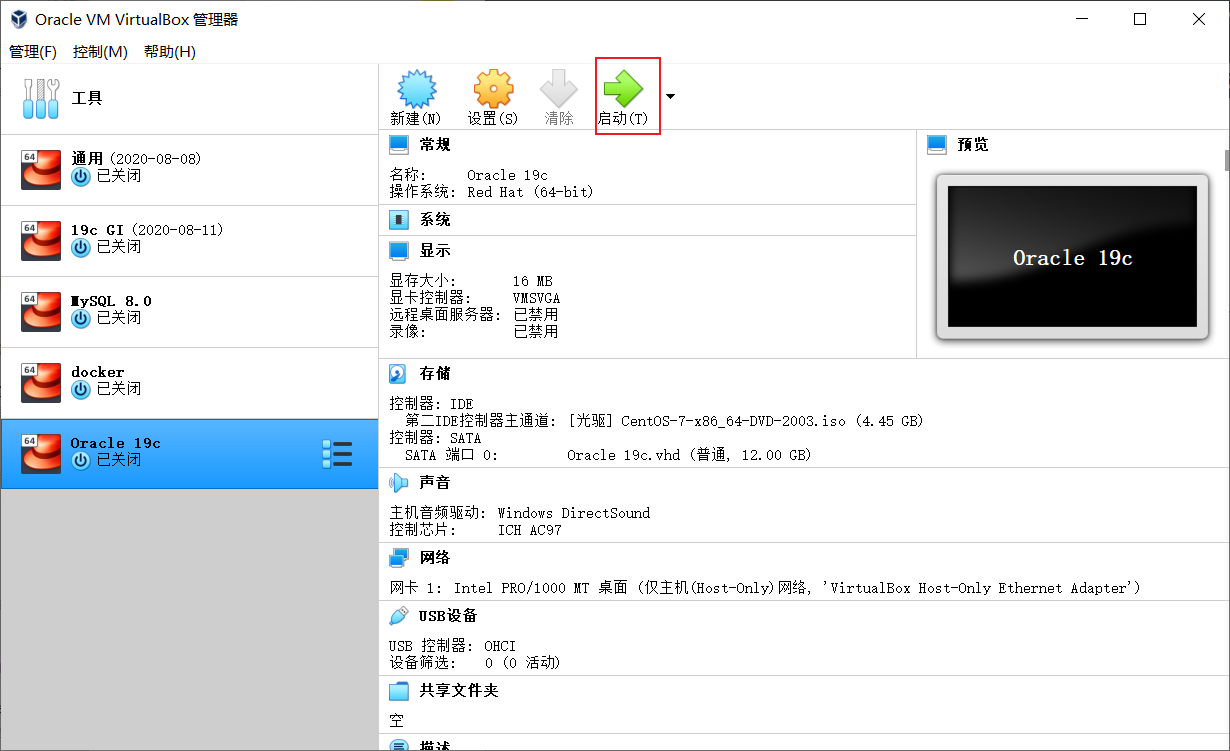 Oracle VM VirtualBox 管理器
管理(F) 控制(M) 帮助(H)
工具
64
通用 (2020-08-08)
已关闭
64
19c GI (2020-08-11)
已关闭
64
MySQL 8.0
已关闭
64
docker
已关闭
64
Oracle 19c
已关闭
新建(N) 设置(S) 清除 启动(T)
常规
名称: Oracle 19c
操作系统: Red Hat (64-bit)
系统
显示
显存大小: 16 MB
显卡控制器: VMSVGA
远程桌面服务器: 已禁用
录像: 已禁用
预览
Oracle 19c
存储
控制器: IDE
第二IDE控制器主通道: [光驱] CentOS-7-x86_64-DVD-2003.iso (4.45 GB)
控制器: SATA
SATA 端口 0: Oracle 19c.vhd (普通, 12.00 GB)
声音
主机音频驱动: Windows DirectSound
控制芯片: ICH AC97
网络
网卡 1: Intel PRO/1000 MT 桌面 (仅主机(Host-Only)网络, 'VirtualBox Host-Only Ethernet Adapter')
USB设备
USB 控制器: OHCI
设备筛选: 0 (0 活动)
共享文件夹
空
描述